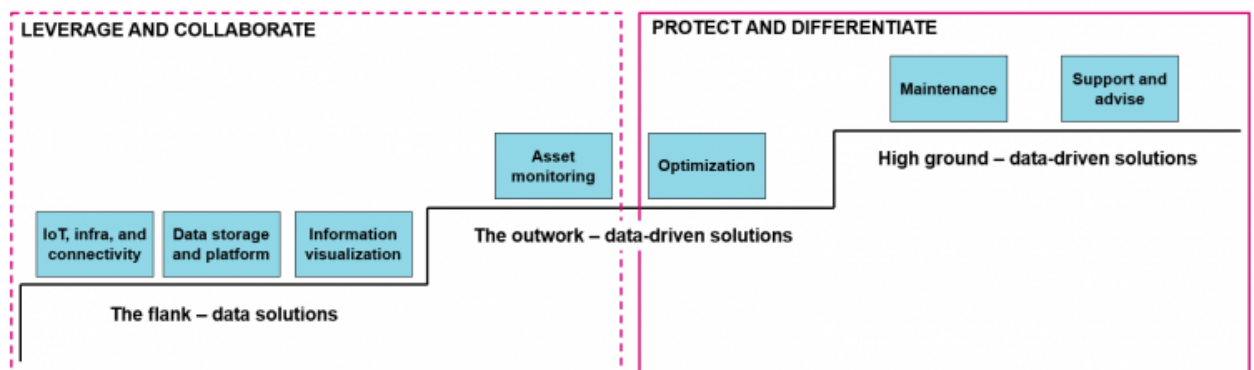 LEVERAGE AND COLLABORATE
PROTECT AND DIFFERENTIATE
Maintenance
Support and
advise
High ground – data-driven solutions
Asset
monitoring
Optimization
The outwork – data-driven solutions
IoT, infra, and
connectivity
Data storage
and platform
Information
visualization
The flank – data solutions